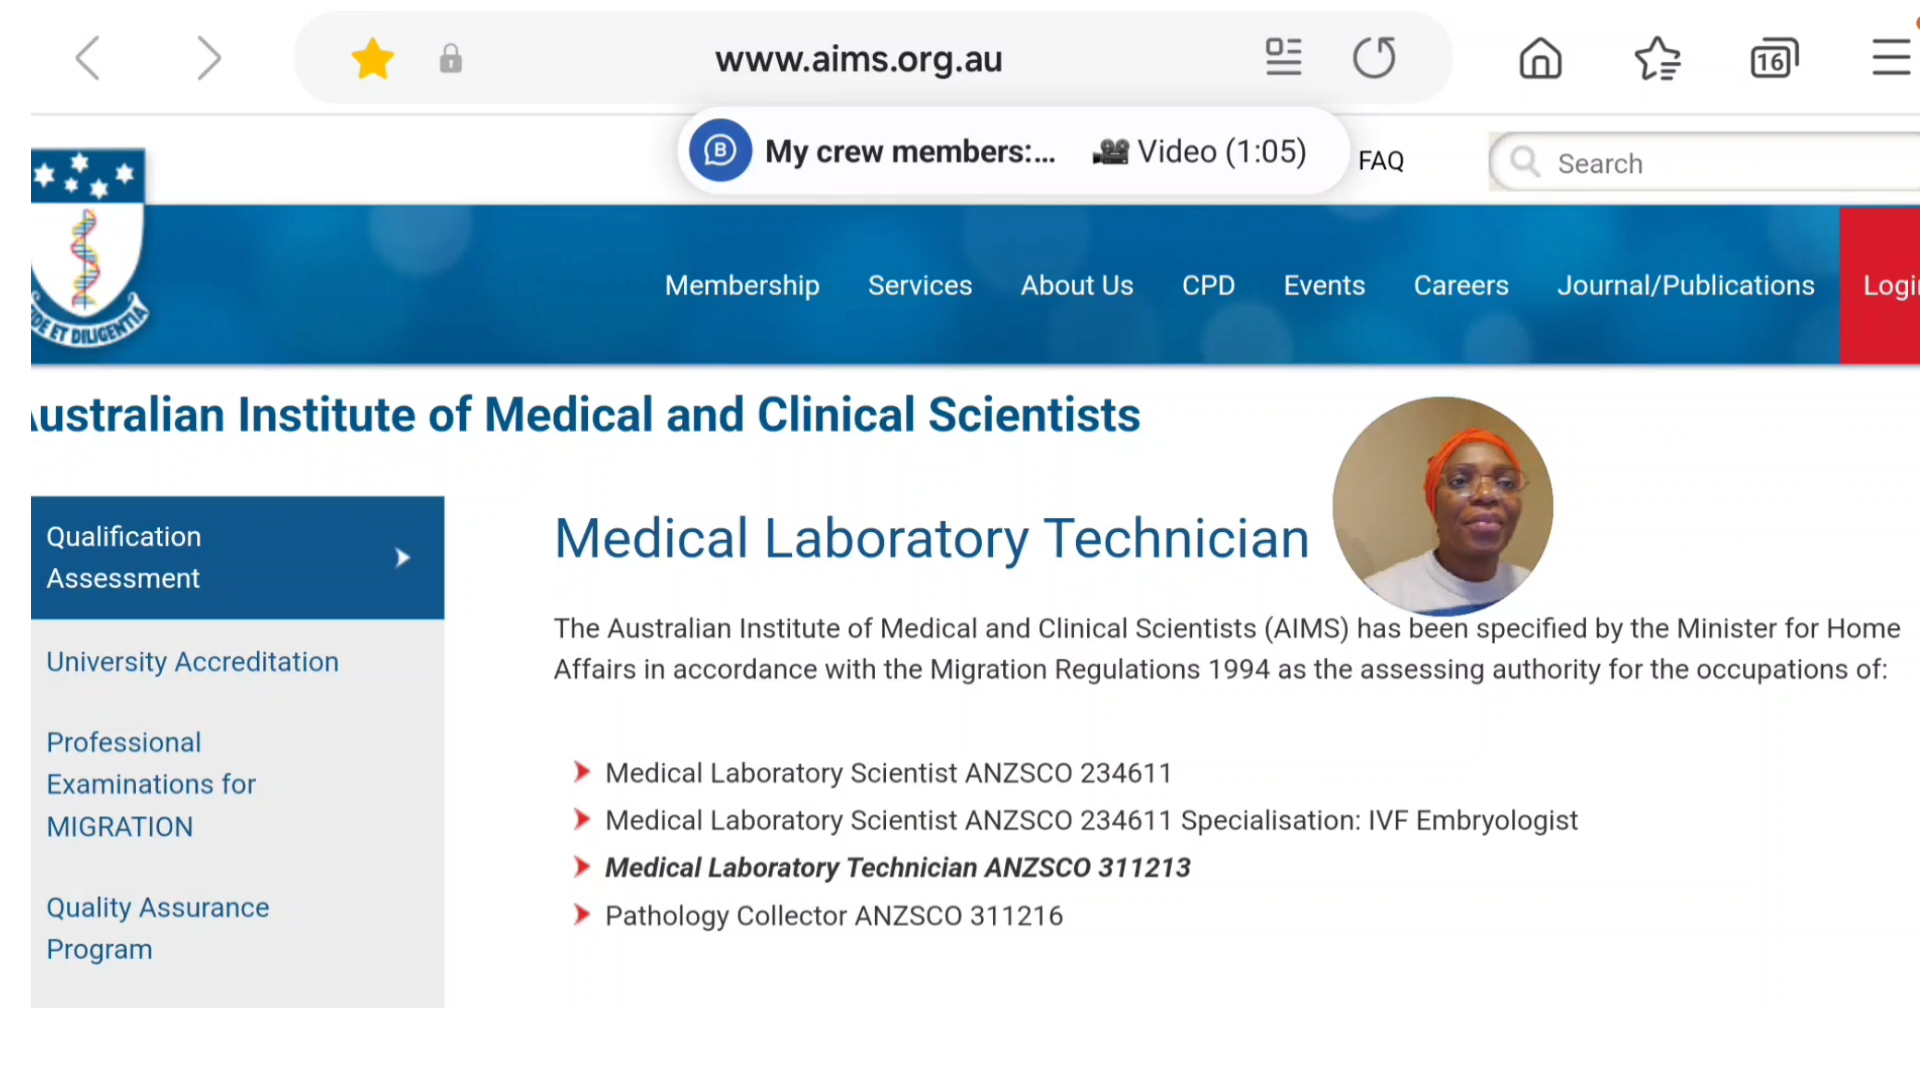 www.aims.org.au
16
B My crew members:... 🎥 Video (1:05)
FAQ
Search
DE ET DILIGENTIA
Membership Services About Us CPD Events Careers Journal/Publications Login
ustralian Institute of Medical and Clinical Scientists
Qualification
Assessment
University Accreditation
Professional
Examinations for
MIGRATION
Quality Assurance
Program
Medical Laboratory Technician
The Australian Institute of Medical and Clinical Scientists (AIMS) has been specified by the Minister for Home
Affairs in accordance with the Migration Regulations 1994 as the assessing authority for the occupations of:
Medical Laboratory Scientist ANZSCO 234611
Medical Laboratory Scientist ANZSCO 234611 Specialisation: IVF Embryologist
Medical Laboratory Technician ANZSCO 311213
Pathology Collector ANZSCO 311216